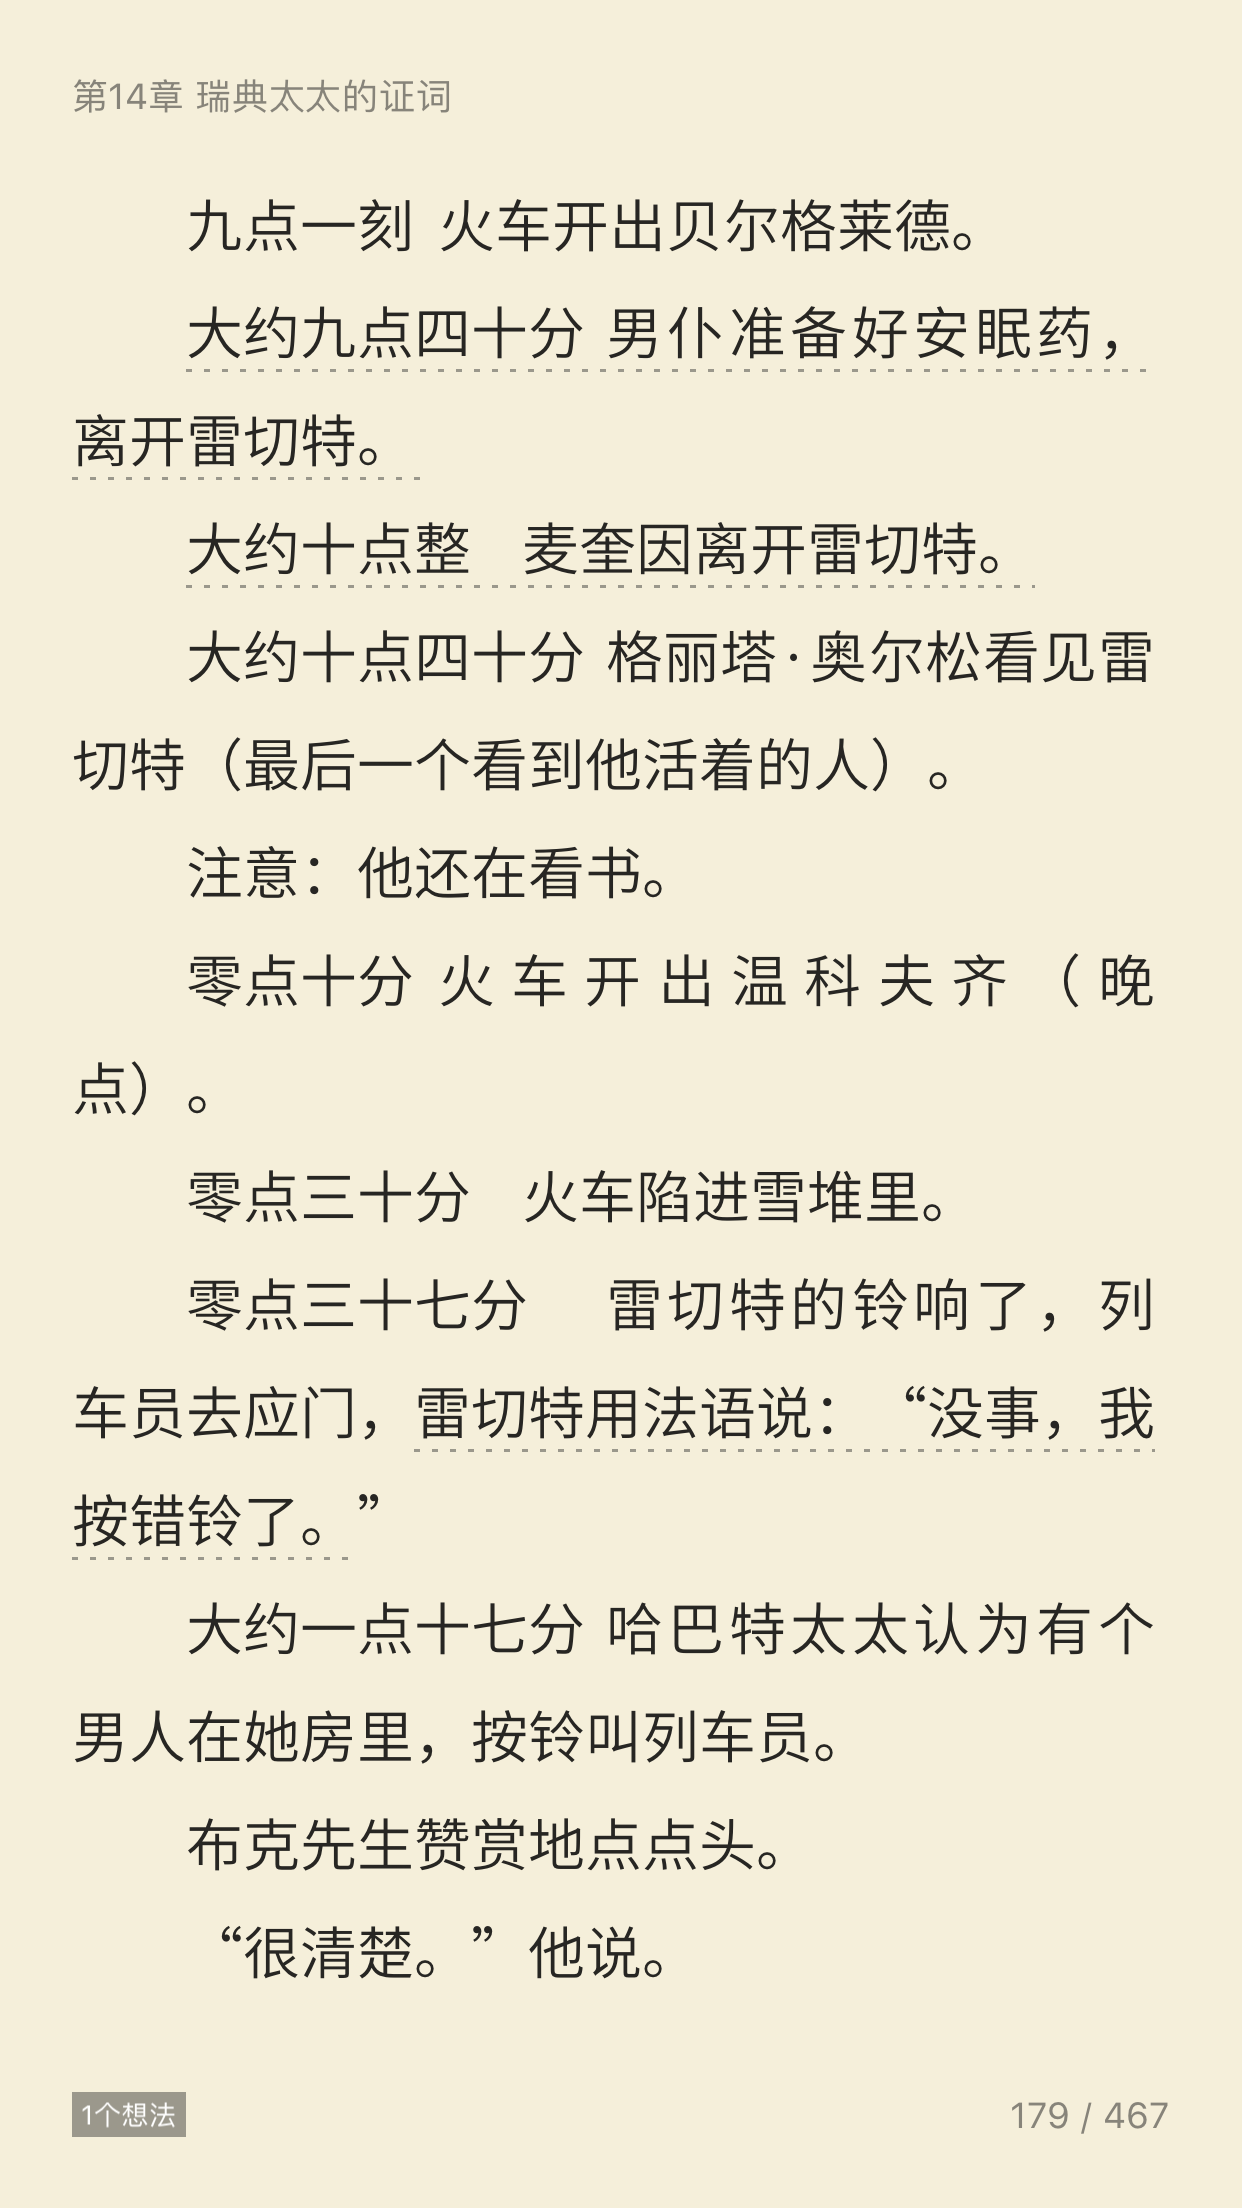 第14章 瑞典太太的证词
九点一刻 火车开出贝尔格莱德。
大约九点四十分 男仆准备好安眠药，
离开雷切特。
大约十点整 麦奎因离开雷切特。
大约十点四十分 格丽塔·奥尔松看见雷
切特（最后一个看到他活着的人）。
注意：他还在看书。
零点十分 火车开出温科夫齐（晚
点）。
零点三十分 火车陷进雪堆里。
零点三十七分 雷切特的铃响了，列
车员去应门，雷切特用法语说：“没事，我
按错铃了。”
大约一点十七分 哈巴特太太认为有个
男人在她房里，按铃叫列车员。
布克先生赞赏地点点头。
“很清楚。”他说。
1个想法
179 / 467